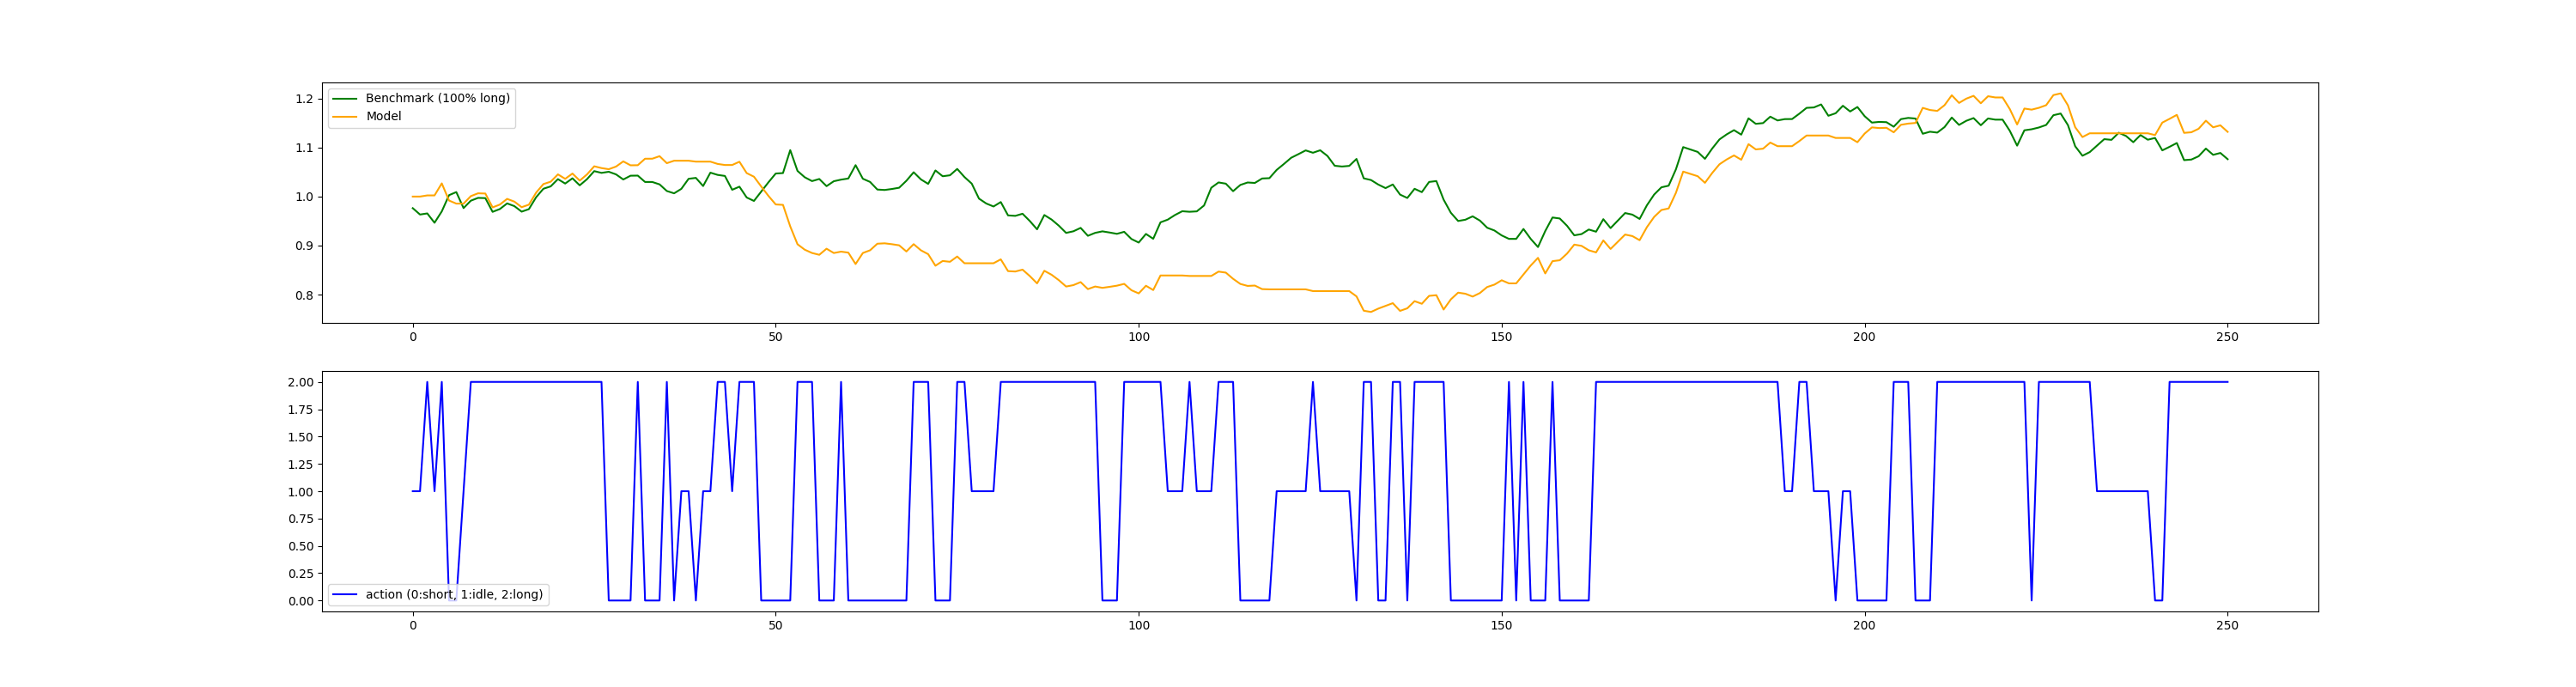 1.2
1.1
1.0
0.9
0.8
Benchmark (100% long)
Model
0 50 100 150 200 250
2.00
1.75
1.50
1.25
1.00
0.75
0.50
0.25
0.00
action (0:short, 1:idle, 2:long)
0 50 100 150 200 250